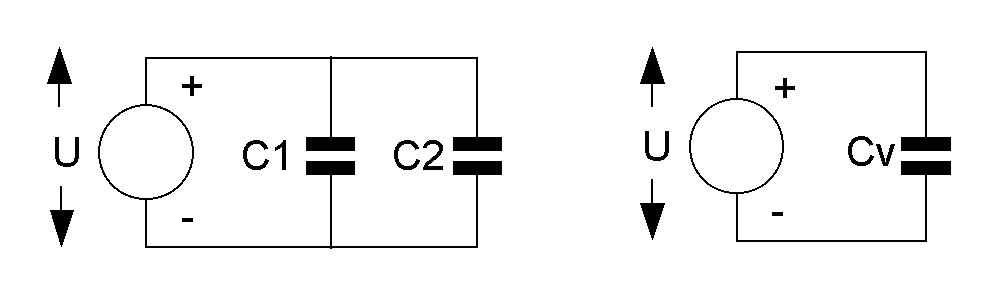 + +
U C1 C2 U Cv
- -